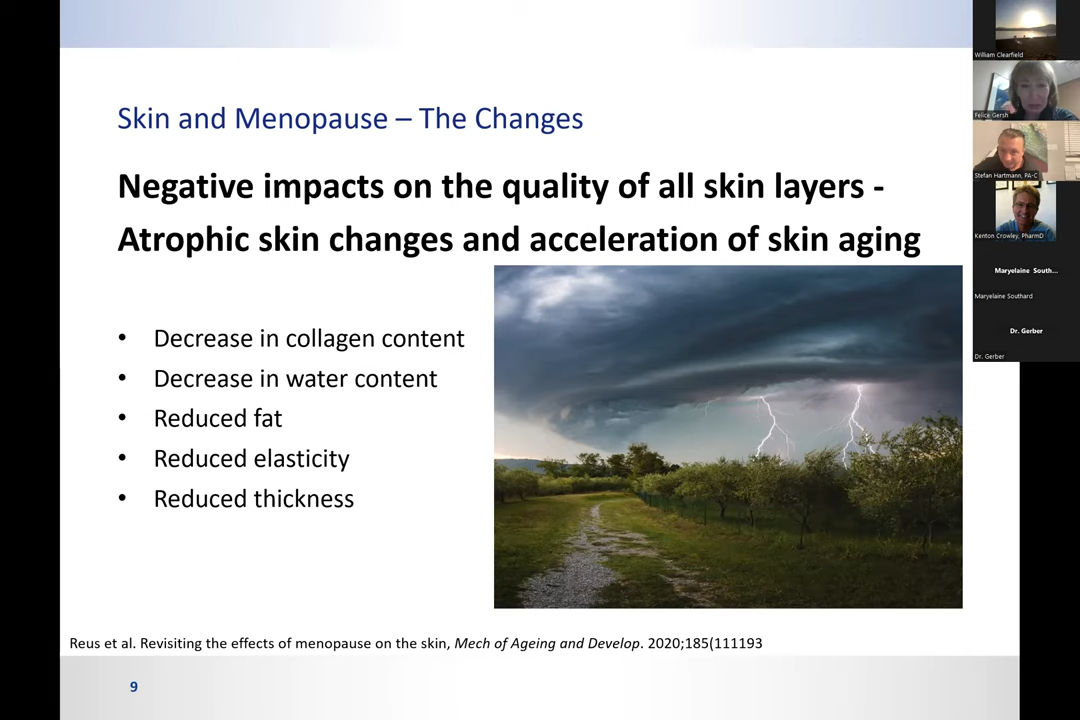 Skin and Menopause – The Changes
Negative impacts on the quality of all skin layers -
Atrophic skin changes and acceleration of skin aging
• Decrease in collagen content
• Decrease in water content
• Reduced fat
• Reduced elasticity
• Reduced thickness
Reus et al. Revisiting the effects of menopause on the skin, Mech of Ageing and Develop. 2020;185(111193
9
William Clearfield
Felice Gersh
Stefan Hartmann, PA-C
Kenton Crowley, PharmD
Maryelaine South...
Maryelaine Southard
Dr. Gerber
Dr. Gerber